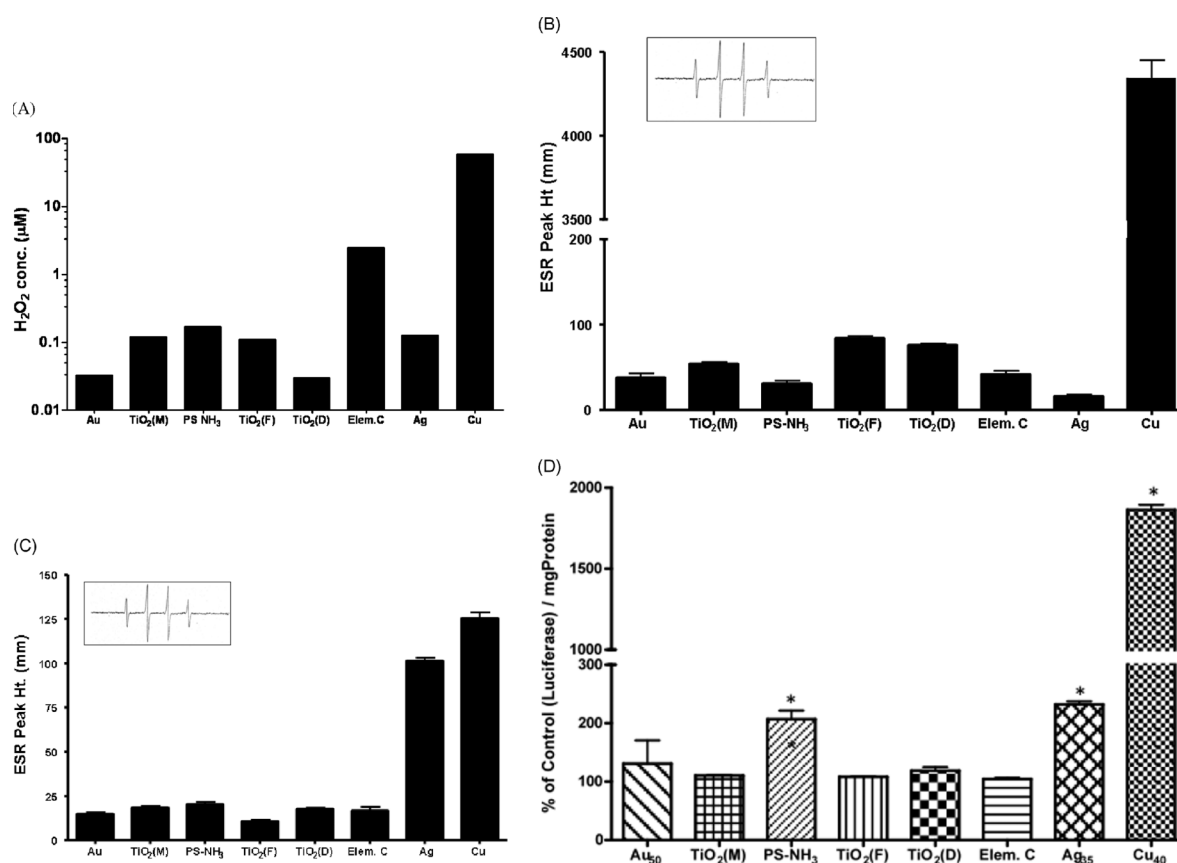 (A)
H₂O₂ conc. (µM)
100
10
1
0.1
0.01
Au TiO₂(M) PS NH₃ TiO₂(F) TiO₂(D) Elem.C Ag Cu
(B)
ESR Peak Ht (mm)
4500
4000
3500
200
100
0
Au TiO₂(M) PS-NH₃ TiO₂(F) TiO₂(D) Elem. C Ag Cu
(C)
ESR Peak Ht. (mm)
150
125
100
75
50
25
0
Au TiO₂(M) PS-NH₃ TiO₂(F) TiO₂(D) Elem. C Ag Cu
(D)
% of Control (Luciferase) / mgProtein
2000
1500
1000
300
200
100
0
*
*
*
*
Au₅₀ TiO₂(M) PS-NH₃ TiO₂(F) TiO₂(D) Elem. C Ag₃₅ Cu₄₀